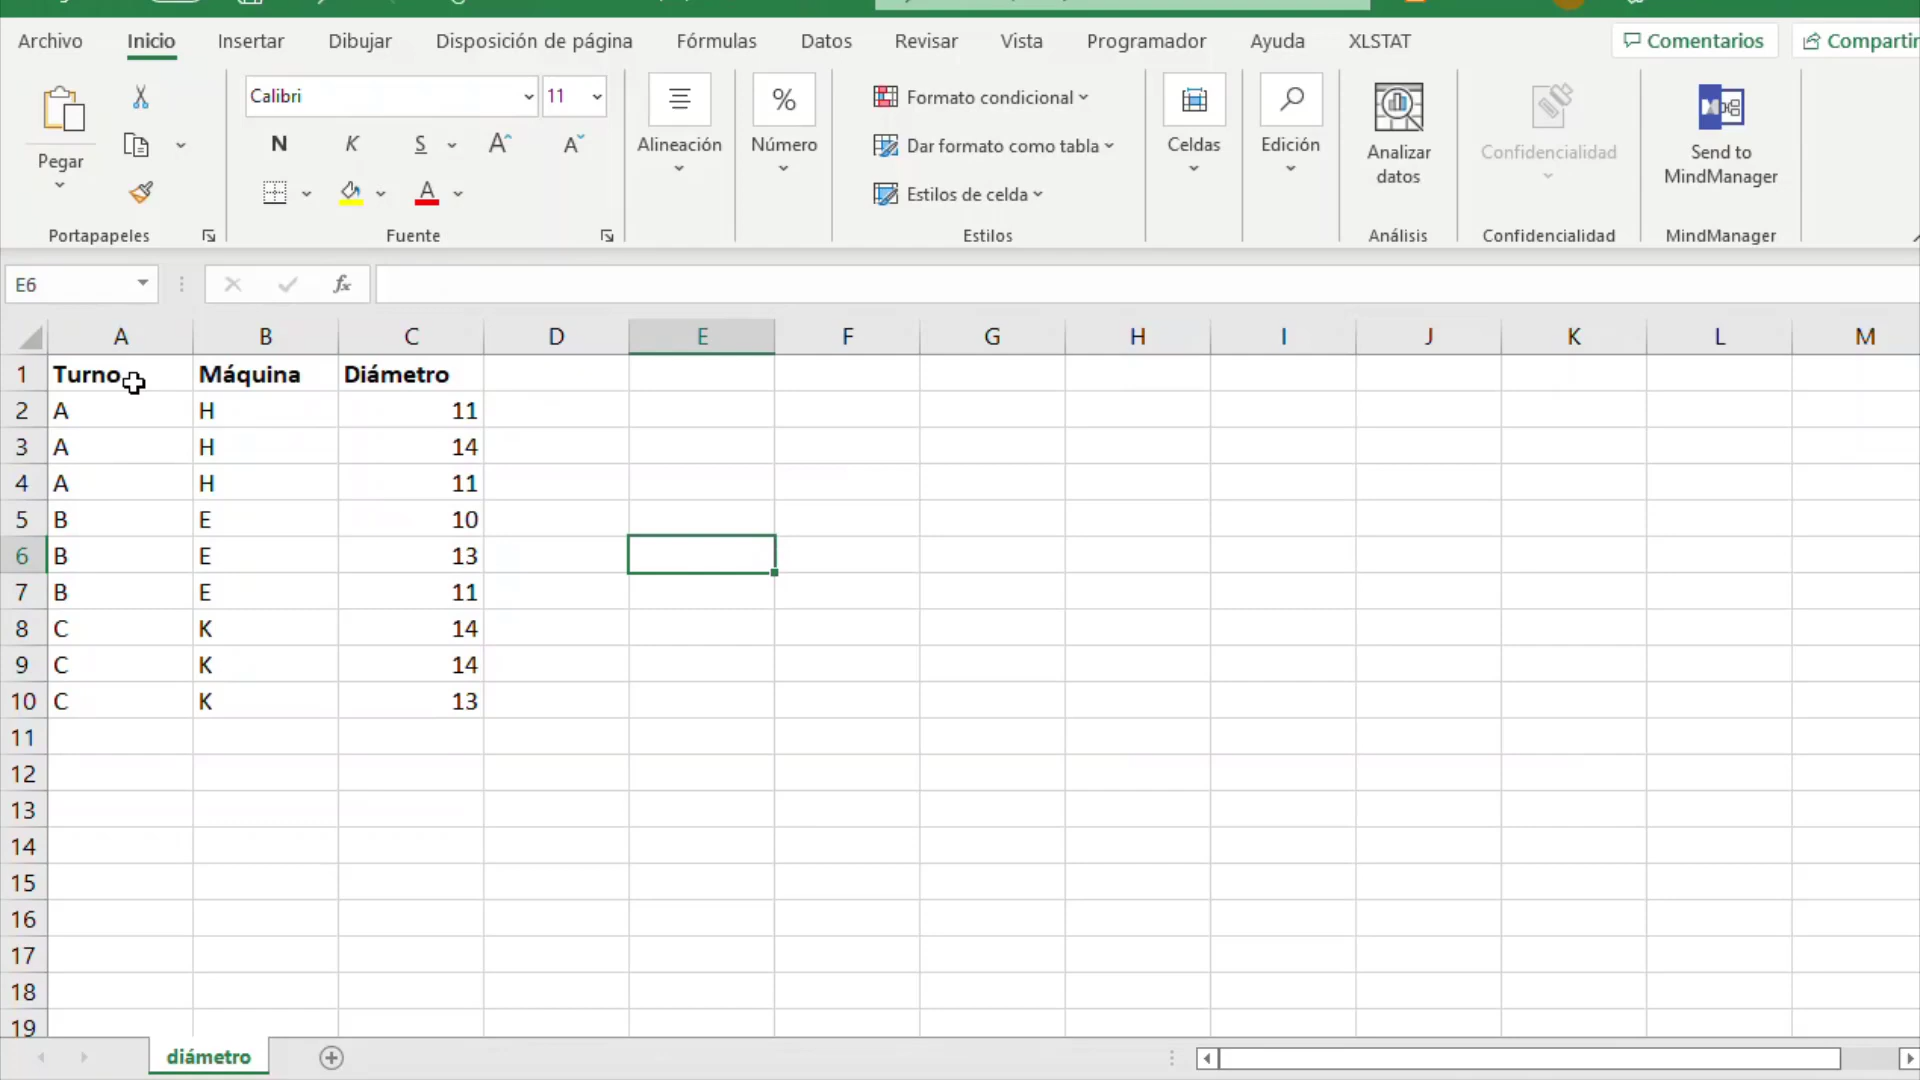 Archivo Inicio Insertar Dibujar Disposición de página Fórmulas Datos Revisar Vista Programador Ayuda XLSTAT Comentarios Compartir
Calibri 11
Pegar
N K S A A
A
Alineación
%
Número
Formato condicional
Dar formato como tabla
Estilos de celda
Celdas
Edición
Analizar
datos
Confidencialidad
Send to
MindManager
Portapapeles Fuente Estilos Análisis Confidencialidad MindManager
E6 fx
A B C D E F G H I J K L M
1 Turno Máquina Diámetro
2 A H 11
3 A H 14
4 A H 11
5 B E 10
6 B E 13
7 B E 11
8 C K 14
9 C K 14
10 C K 13
11
12
13
14
15
16
17
18
19
diámetro